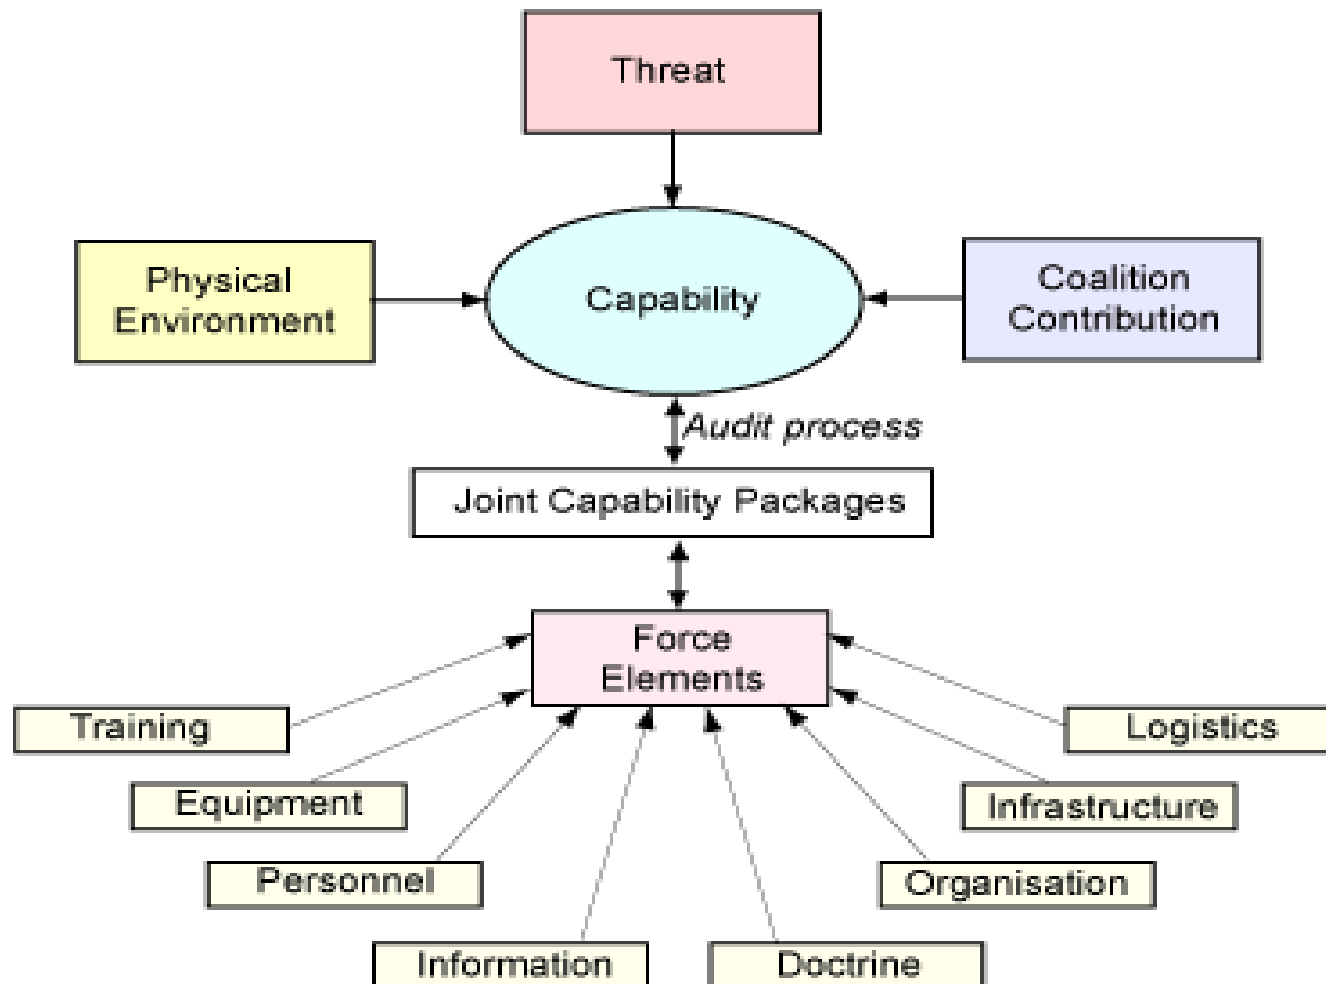 Threat
Physical
Environment
Capability
Coalition
Contribution
Audit process
Joint Capability Packages
Force
Elements
Training
Logistics
Equipment
Infrastructure
Personnel
Organisation
Information
Doctrine